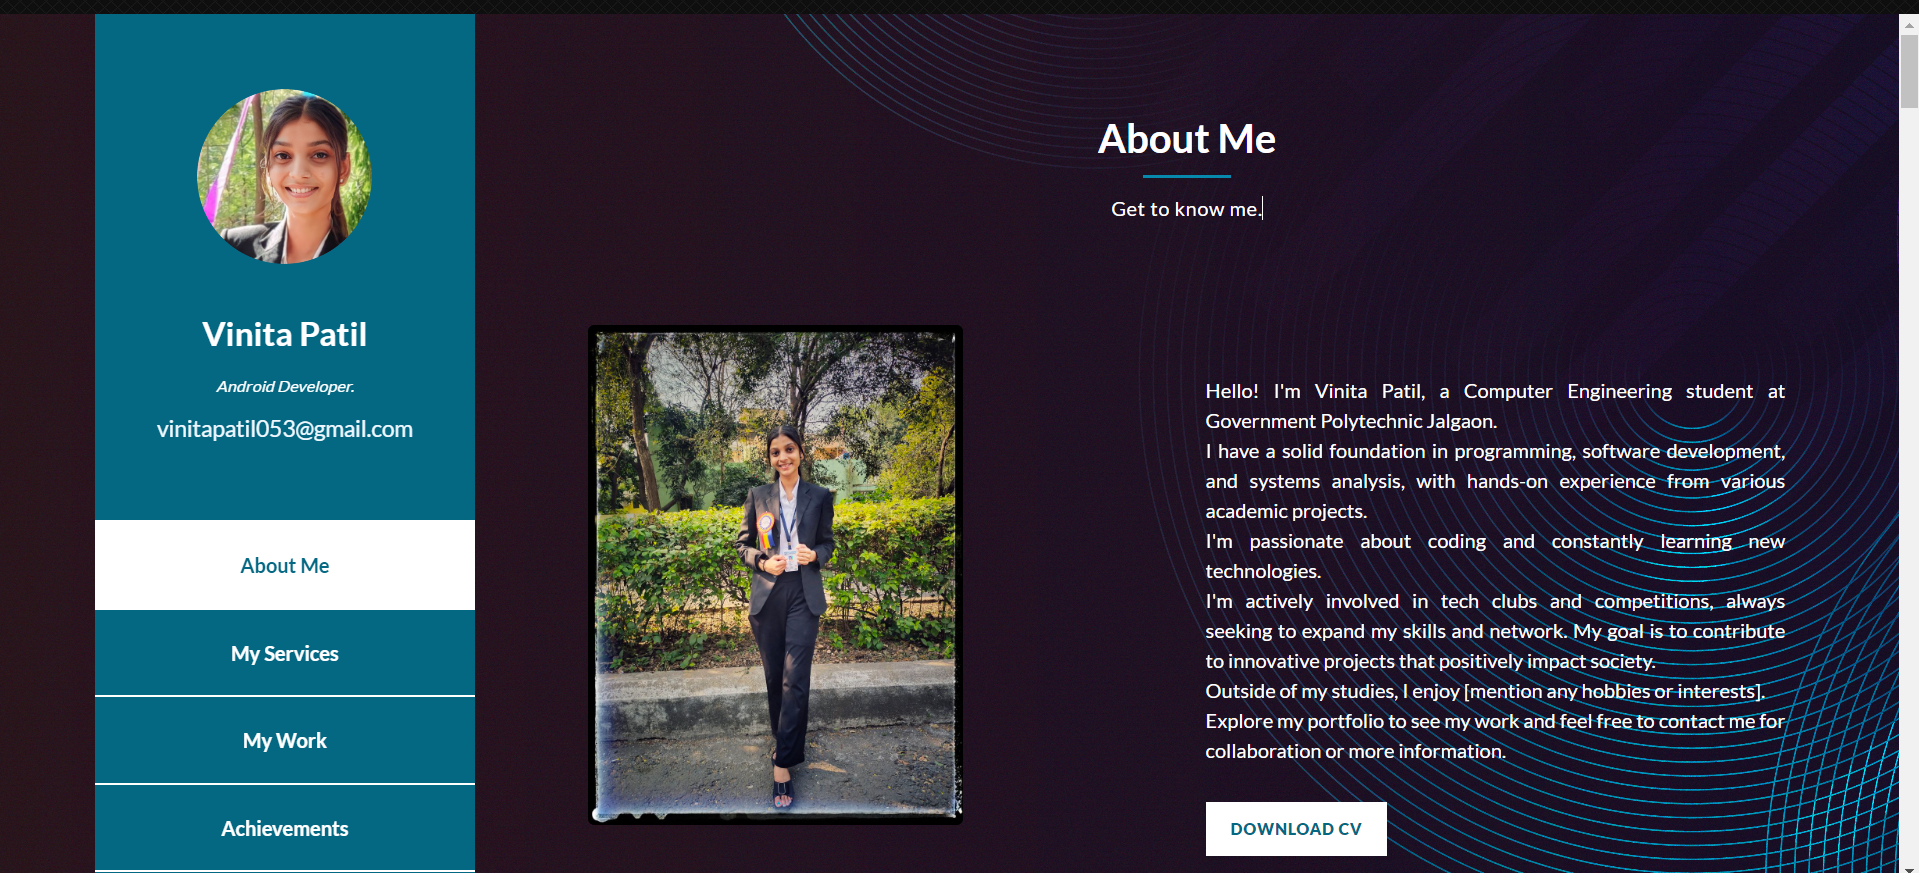 Vinita Patil
Android Developer.
vinitapatil053@gmail.com
About Me
My Services
My Work
Achievements
About Me
Get to know me.
Hello! I'm Vinita Patil, a Computer Engineering student at
Government Polytechnic Jalgaon.
I have a solid foundation in programming, software development,
and systems analysis, with hands-on experience from various
academic projects.
I'm passionate about coding and constantly learning new
technologies.
I'm actively involved in tech clubs and competitions, always
seeking to expand my skills and network. My goal is to contribute
to innovative projects that positively impact society.
Outside of my studies, I enjoy [mention any hobbies or interests].
Explore my portfolio to see my work and feel free to contact me for
collaboration or more information.
DOWNLOAD CV